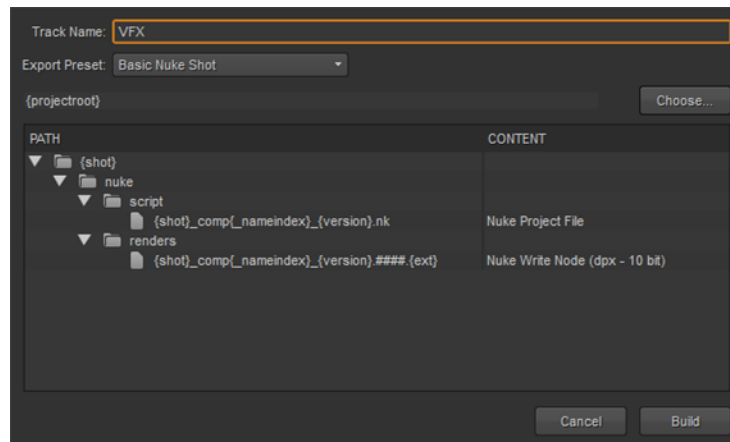 Track Name: VFX
Export Preset: Basic Nuke Shot
{projectroot} Choose...
PATH CONTENT
{shot}
nuke
script
{shot}_comp{_nameindex}_{version}.nk Nuke Project File
renders
{shot}_comp{_nameindex}_{version}.####.{ext} Nuke Write Node (dpx - 10 bit)
Cancel Build